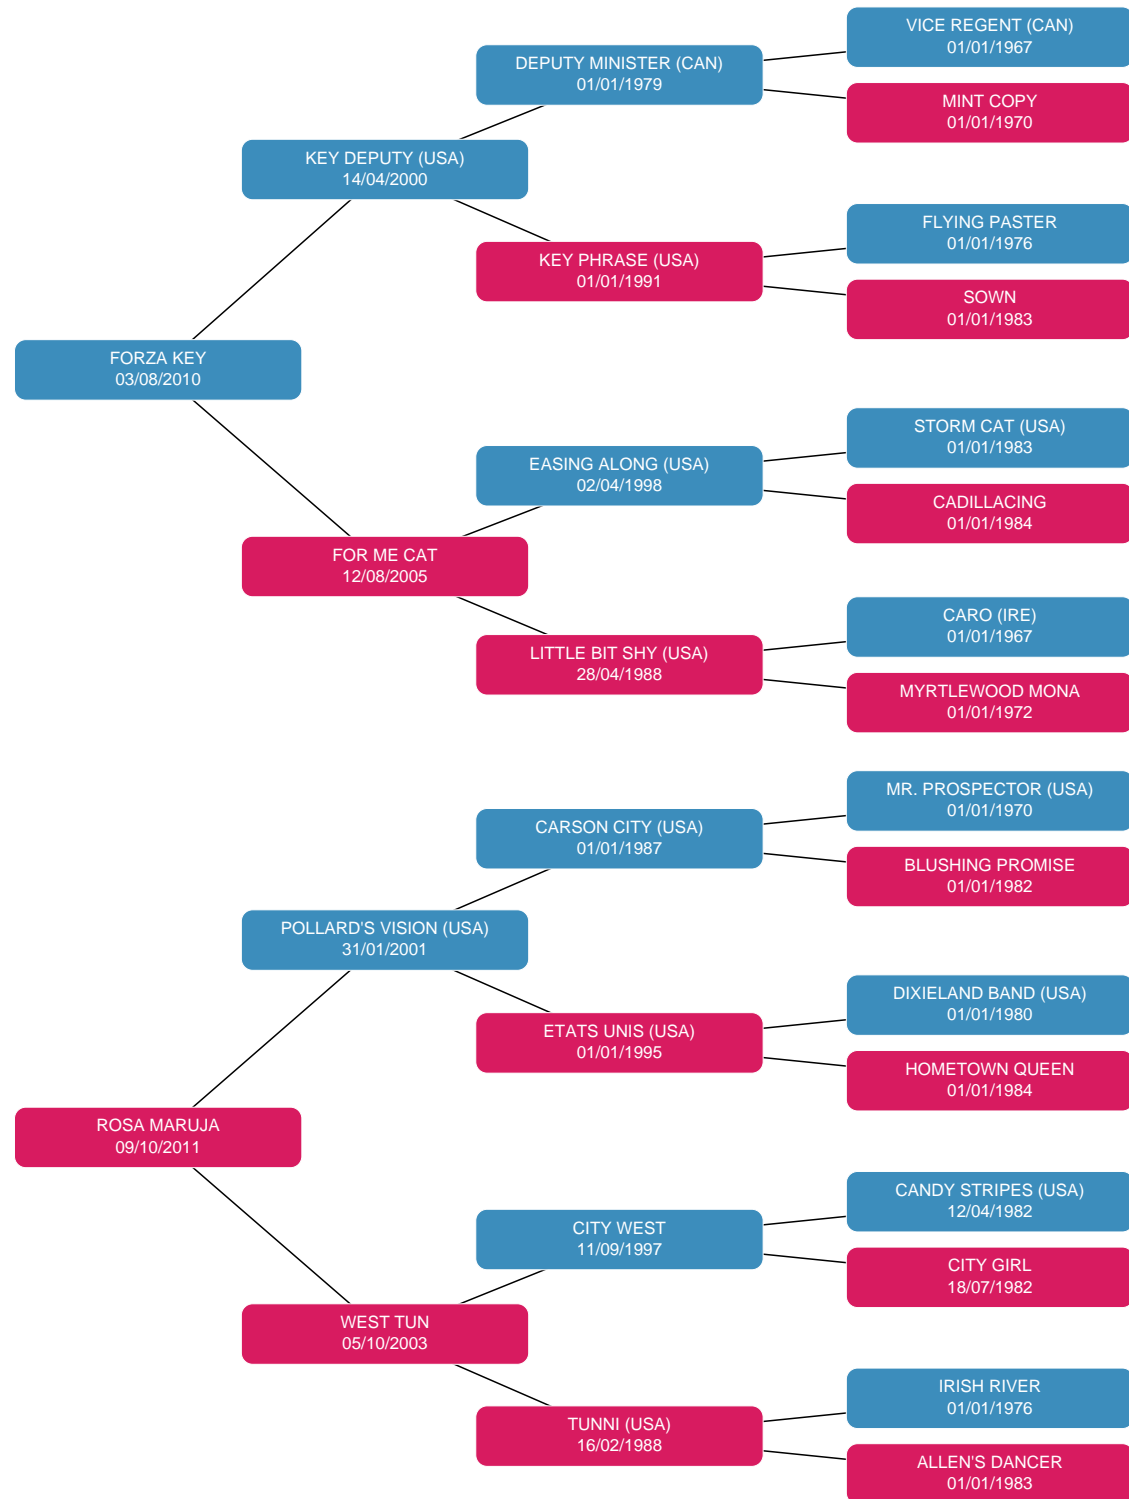 VICE REGENT (CAN)
01/01/1967
DEPUTY MINISTER (CAN)
01/01/1979
MINT COPY
01/01/1970
KEY DEPUTY (USA)
14/04/2000
FLYING PASTER
01/01/1976
KEY PHRASE (USA)
01/01/1991
SOWN
01/01/1983
FORZA KEY
03/08/2010
STORM CAT (USA)
01/01/1983
EASING ALONG (USA)
02/04/1998
CADILLACING
01/01/1984
FOR ME CAT
12/08/2005
CARO (IRE)
01/01/1967
LITTLE BIT SHY (USA)
28/04/1988
MYRTLEWOOD MONA
01/01/1972
MR. PROSPECTOR (USA)
01/01/1970
CARSON CITY (USA)
01/01/1987
BLUSHING PROMISE
01/01/1982
POLLARD'S VISION (USA)
31/01/2001
DIXIELAND BAND (USA)
01/01/1980
ETATS UNIS (USA)
01/01/1995
HOMETOWN QUEEN
01/01/1984
ROSA MARUJA
09/10/2011
CANDY STRIPES (USA)
12/04/1982
CITY WEST
11/09/1997
CITY GIRL
18/07/1982
WEST TUN
05/10/2003
IRISH RIVER
01/01/1976
TUNNI (USA)
16/02/1988
ALLEN'S DANCER
01/01/1983